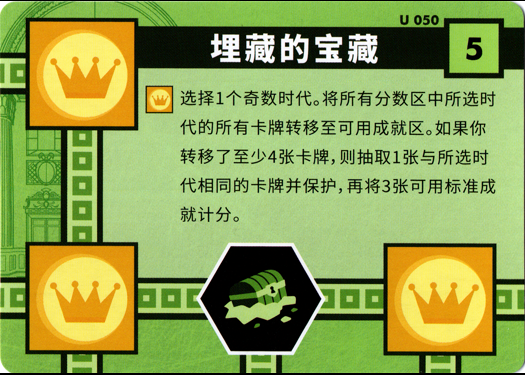 U 050
埋藏的宝藏
5
选择1个奇数时代。将所有分数区中所选时
代的所有卡牌转移至可用成就区。如果你
转移了至少4张卡牌,则抽取1张与所选时
代相同的卡牌并保护,再将3张可用标准成
就计分。